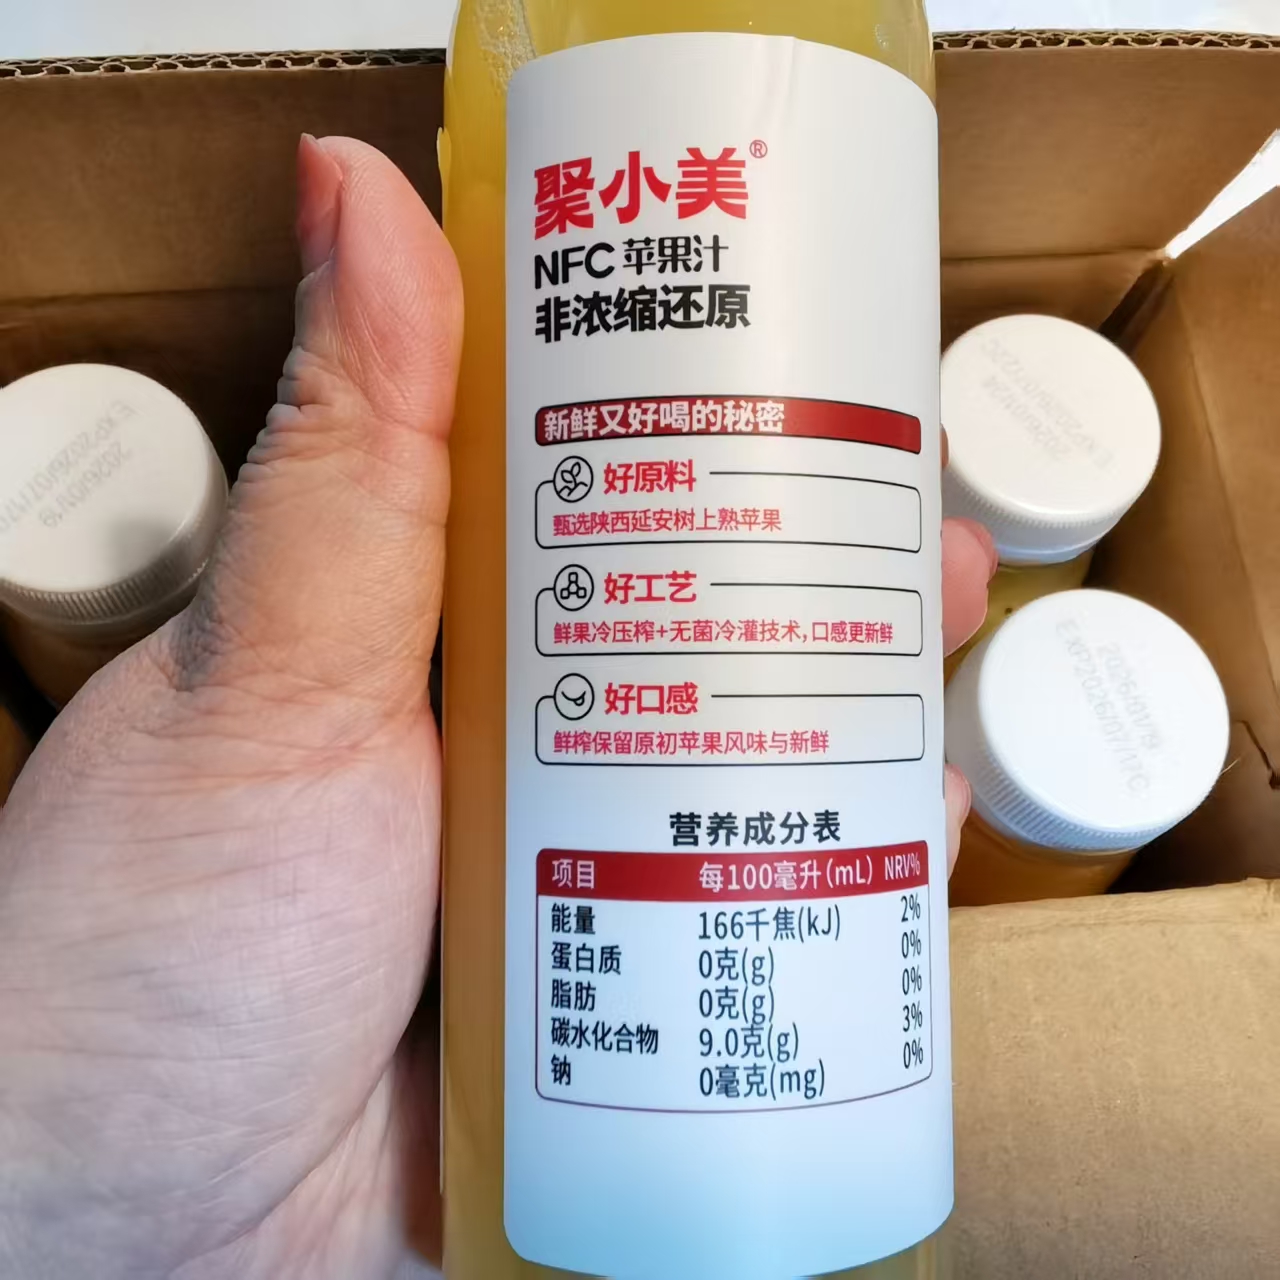 聚小美®
NFC 苹果汁
非浓缩还原
新鲜又好喝的秘密
好原料
甄选陕西延安树上熟苹果
好工艺
鲜果冷压榨+无菌冷灌技术,口感更新鲜
好口感
鲜榨保留原初苹果风味与新鲜
营养成分表
项目 每100毫升(mL) NRV%
能量 166千焦(kJ) 2%
蛋白质 0克(g) 0%
脂肪 0克(g) 0%
碳水化合物 9.0克(g) 3%
钠 0毫克(mg) 0%